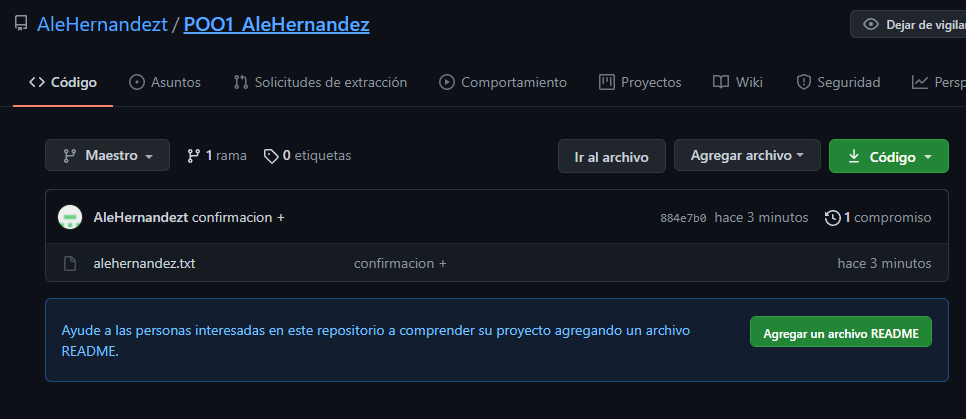 AleHernandezt / POO1_AleHernandez
Dejar de vigilar
Código Asuntos Solicitudes de extracción Comportamiento Proyectos Wiki Seguridad Persp
Maestro 1 rama 0 etiquetas Ir al archivo Agregar archivo Código
AleHernandezt confirmacion + 884e7b0 hace 3 minutos 1 compromiso
alehernandez.txt confirmacion + hace 3 minutos
Ayude a las personas interesadas en este repositorio a comprender su proyecto agregando un archivo
README.
Agregar un archivo README